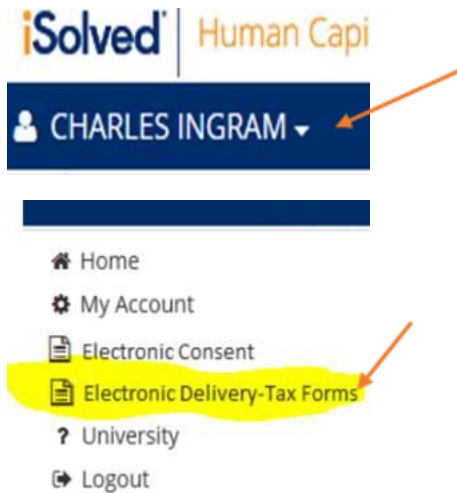 iSolved Human Capi
CHARLES INGRAM
Home
My Account
Electronic Consent
Electronic Delivery-Tax Forms
? University
Logout